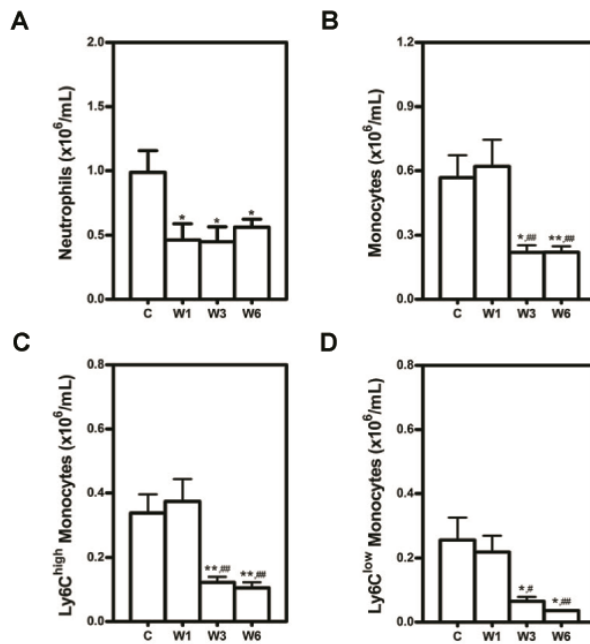 A
Neutrophils (x10⁶/mL)
2.0
1.5
1.0
0.5
0.0
*
*
*
C W1 W3 W6
B
Monocytes (x10⁶/mL)
1.2
0.9
0.6
0.3
0.0
*,##
**,##
C W1 W3 W6
C
Ly6Cʰⁱᵍʰ Monocytes (x10⁶/mL)
0.8
0.6
0.4
0.2
0.0
**,##
**,##
C W1 W3 W6
D
Ly6Cˡᵒʷ Monocytes (x10⁶/mL)
0.8
0.6
0.4
0.2
0.0
*,#
*,##
C W1 W3 W6